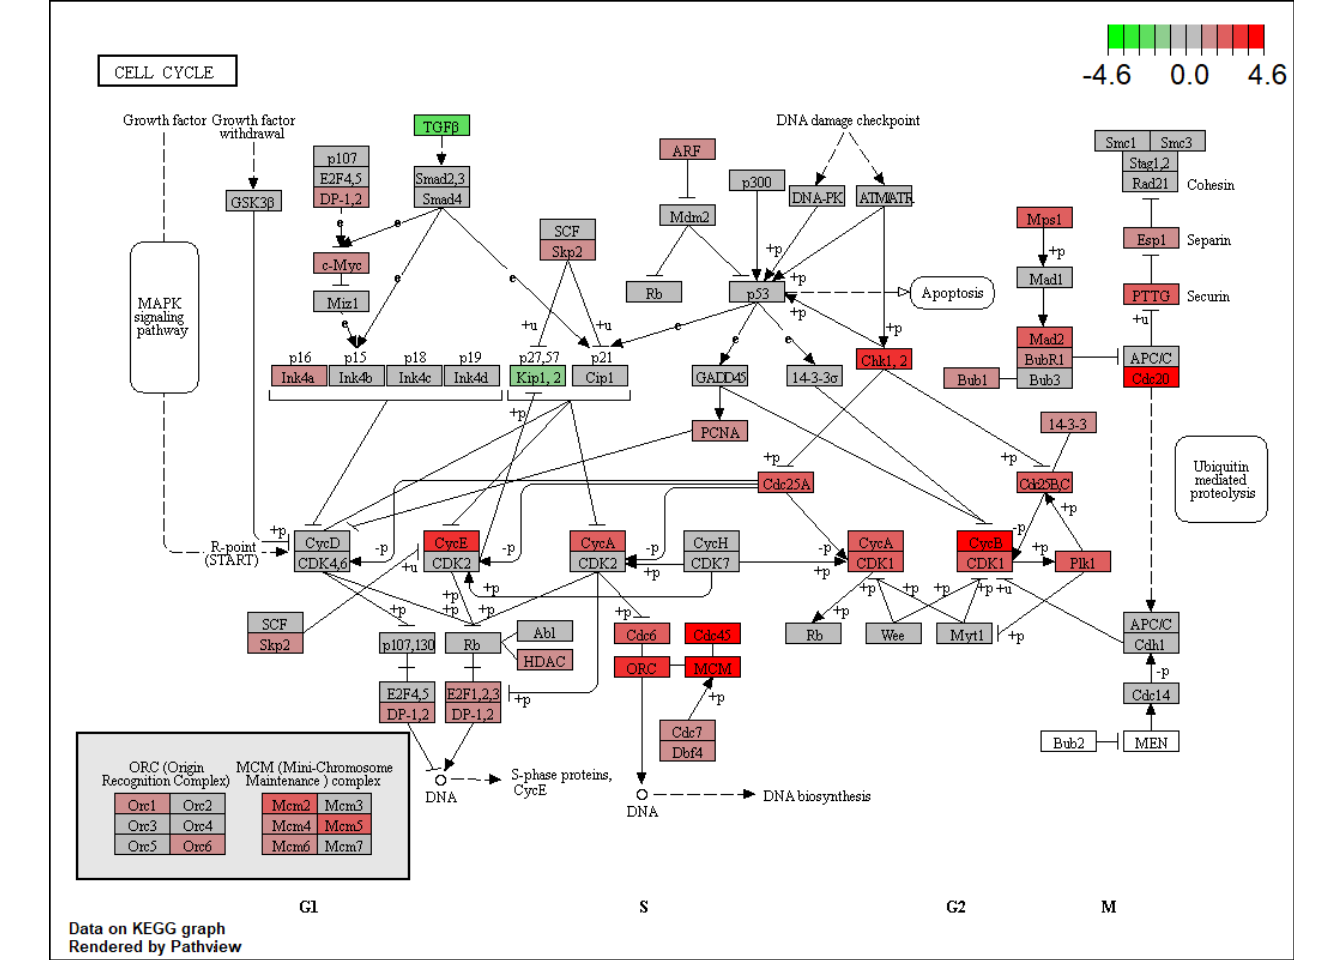 CELL CYCLE
-4.6 0.0 4.6
Growth factor
Growth factor
withdrawal
TGFβ
DNA damage checkpoint
Smc1 Smc3
Stag1,2
Rad21
Cohesin
p107
E2F4,5
DP-1,2
Smad2,3
Smad4
GSK3β
ARF
p300
DNA-PK
ATM/ATR
Mdm2
Mps1
Esp1
Separin
SCF
Skp2
e
e
+p
+p
c-Myc
Rb
p53
Apoptosis
Mad1
PTTG
Securin
Miz1
e
e
e
e
e
e
+p
+p
+u
+u
+u
MAPK
signaling
pathway
p16 p15 p18 p19
Ink4a Ink4b Ink4c Ink4d
p27,57 p21
Kip1, 2 Cip1
GADD45
14-3-3σ
Chk1, 2
Mad2
BubR1
Bub3
Bub1
APC/C
Cdc20
+p
PCNA
14-3-3
+p
+p
Cdc25A
Cdc25B,C
Ubiquitin
mediated
proteolysis
R-point
(START)
+p
CycD
CDK4,6
-p
+u
CycE
CDK2
-p
CycA
CDK2
-p
+p
CycH
CDK7
-p
+p
CycA
CDK1
CycB
CDK1
-p
+p
+p
Plk1
+p
+p
+p
+p
+p
+p
+p
+p
+u
+p
SCF
Skp2
p107,130
Rb
Abl
HDAC
Cdc6
Cdc45
ORC
MCM
Rb
Wee
Myt1
APC/C
Cdh1
-p
Cdc14
E2F4,5
DP-1,2
E2F1,2,3
DP-1,2
+p
+p
Cdc7
Dbf4
Bub2
MEN
DNA
S-phase proteins,
CycE
DNA
DNA biosynthesis
ORC (Origin
Recognition Complex)
MCM (Mini-Chromosome
Maintenance ) complex
Orc1 Orc2
Orc3 Orc4
Orc5 Orc6
Mcm2 Mcm3
Mcm4 Mcm5
Mcm6 Mcm7
G1 S G2 M
Data on KEGG graph
Rendered by Pathview